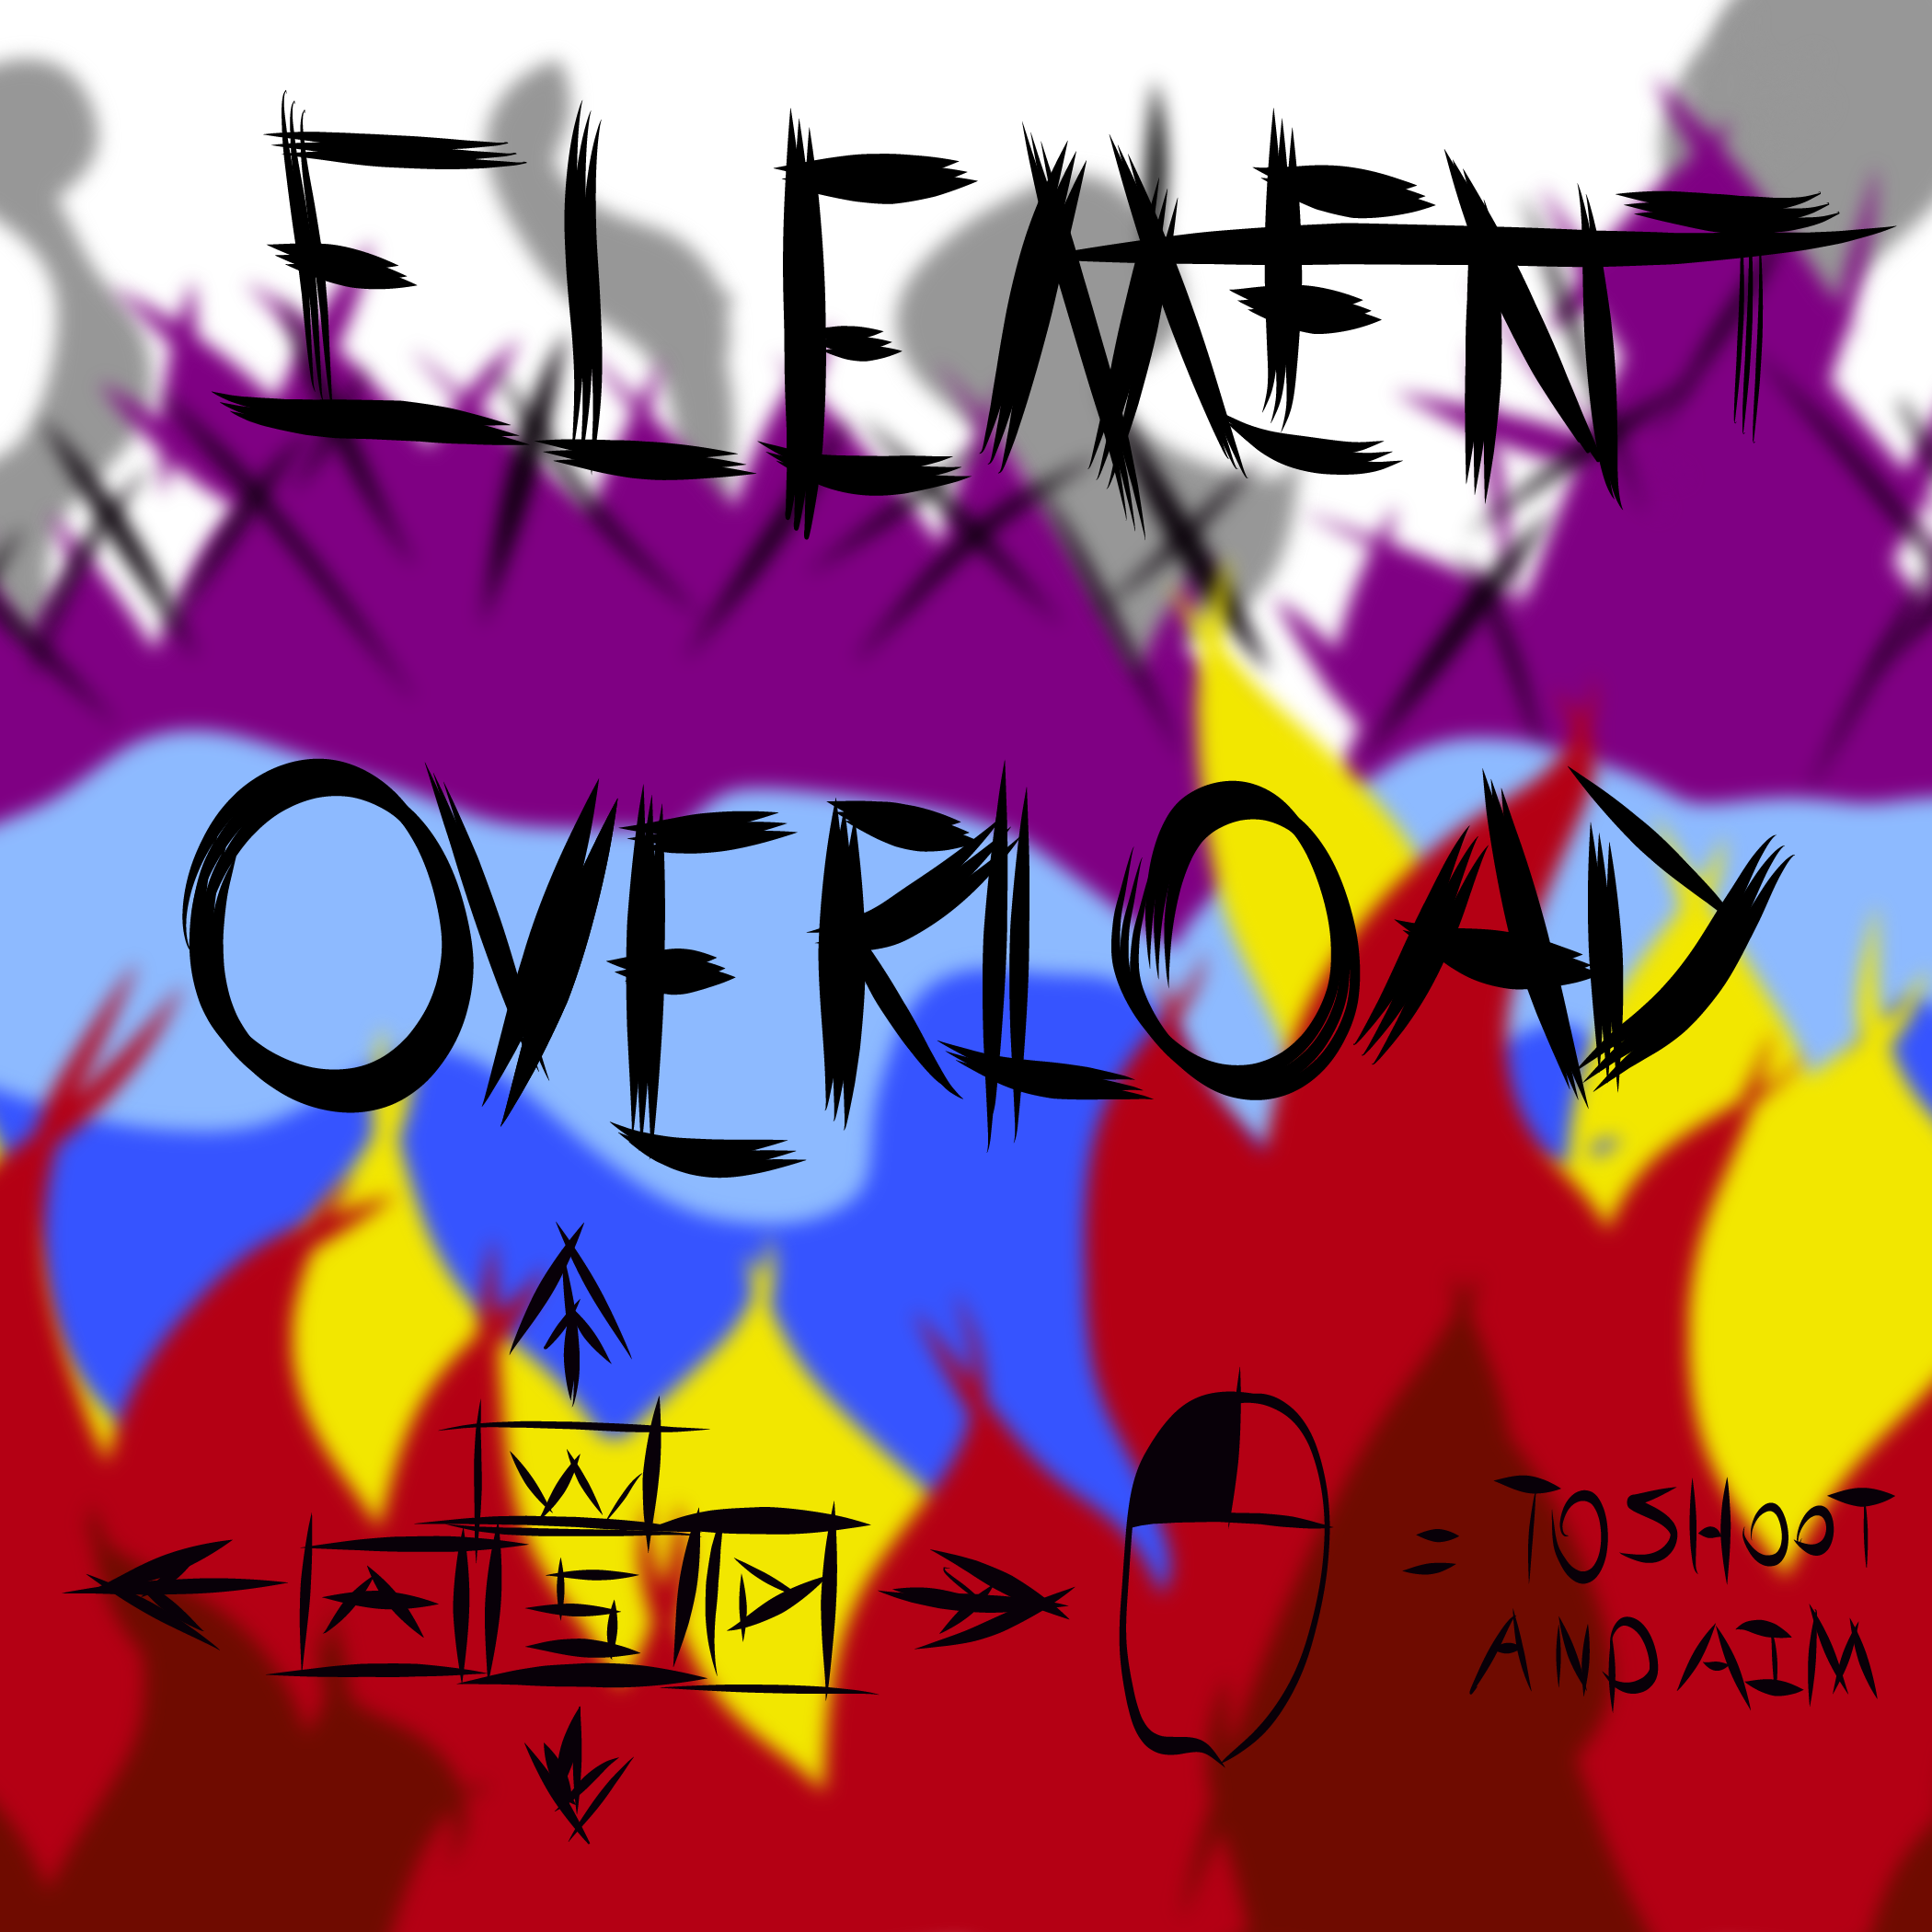 ELEMENT
OVERLOAD
W
A S D
= TO SHOOT
AND AIM